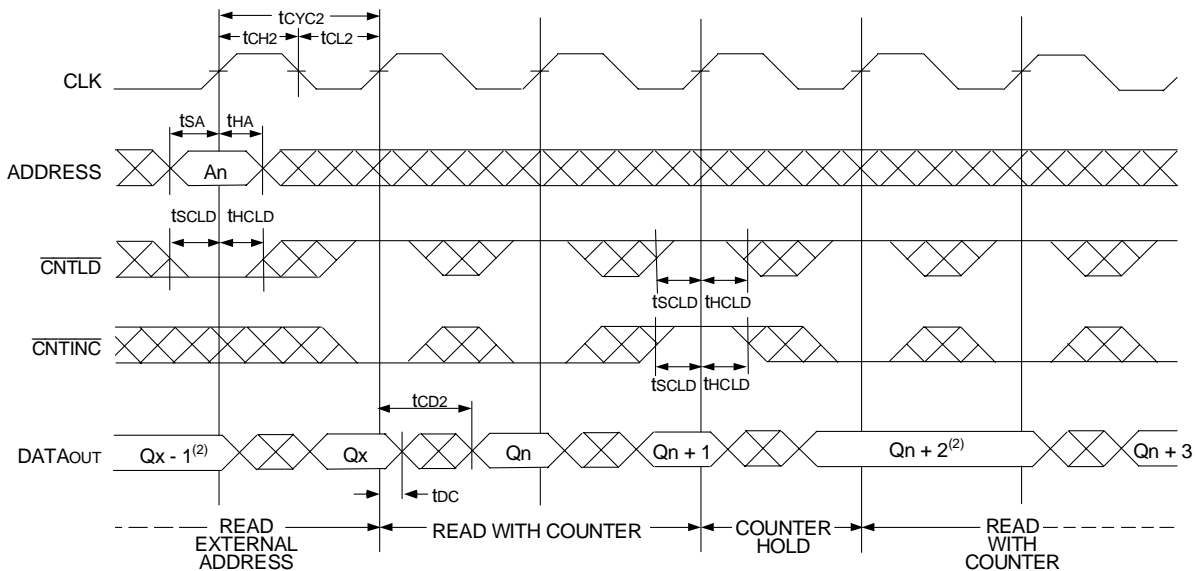 tCYC2
tCH2 tCL2
CLK
tSA tHA
ADDRESS An
tSCLD tHCLD
CNTLD
tSCLD tHCLD
CNTINC
tSCLD tHCLD
tCD2
DATAOUT Qx - 1(2) Qx Qn Qn + 1 Qn + 2(2) Qn + 3
tDC
READ EXTERNAL ADDRESS
READ WITH COUNTER
COUNTER HOLD
READ WITH COUNTER